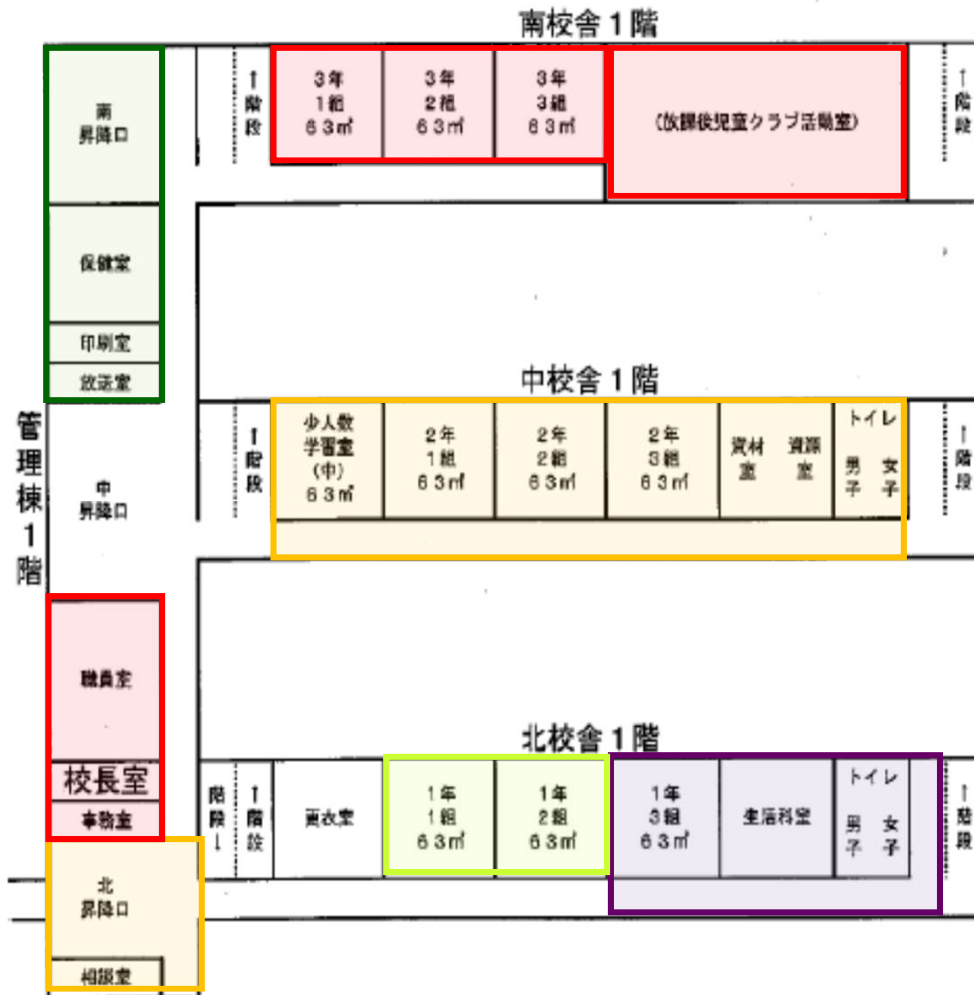 南校舎1階
南
昇降口
↑階段
3年
1組
63㎡
3年
2組
63㎡
3年
3組
63㎡
(放課後児童クラブ活動室)
↑階段
保健室
印刷室
放送室
管理棟1階
中校舎1階
中
昇降口
↑階段
少人数
学習室
(中)
63㎡
2年
1組
63㎡
2年
2組
63㎡
2年
3組
63㎡
資材室
資源室
トイレ
男子
女子
↑階段
職員室
校長室
事務室
北校舎1階
階段↓
↑階段
更衣室
1年
1組
63㎡
1年
2組
63㎡
1年
3組
63㎡
生活科室
トイレ
男子
女子
↑階段
北
昇降口
相談室